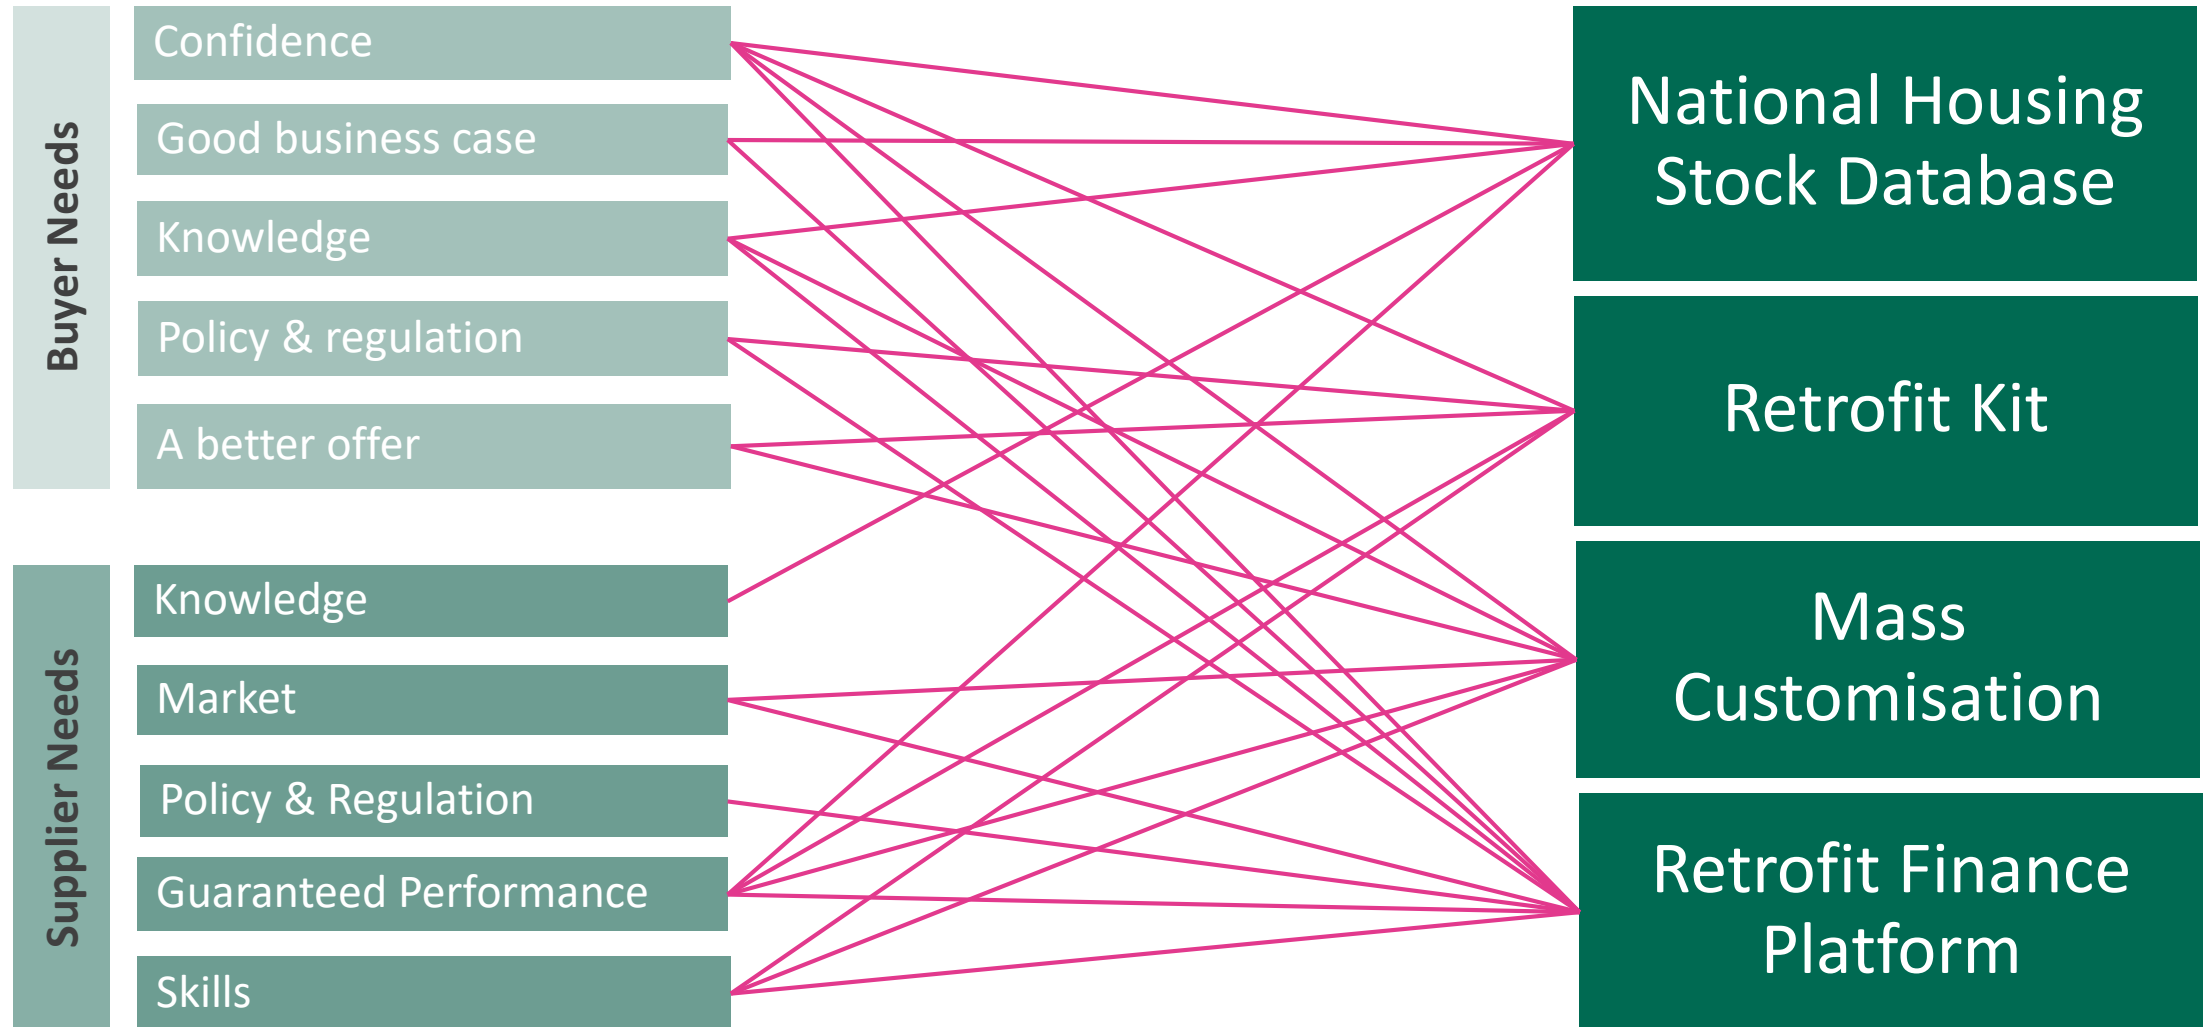 Buyer Needs
Confidence
Good business case
Knowledge
Policy & regulation
A better offer
Supplier Needs
Knowledge
Market
Policy & Regulation
Guaranteed Performance
Skills
National Housing
Stock Database
Retrofit Kit
Mass
Customisation
Retrofit Finance
Platform